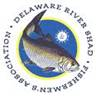 DELAWARE RIVER SHAD
FISHERMEN'S ASSOCIATION